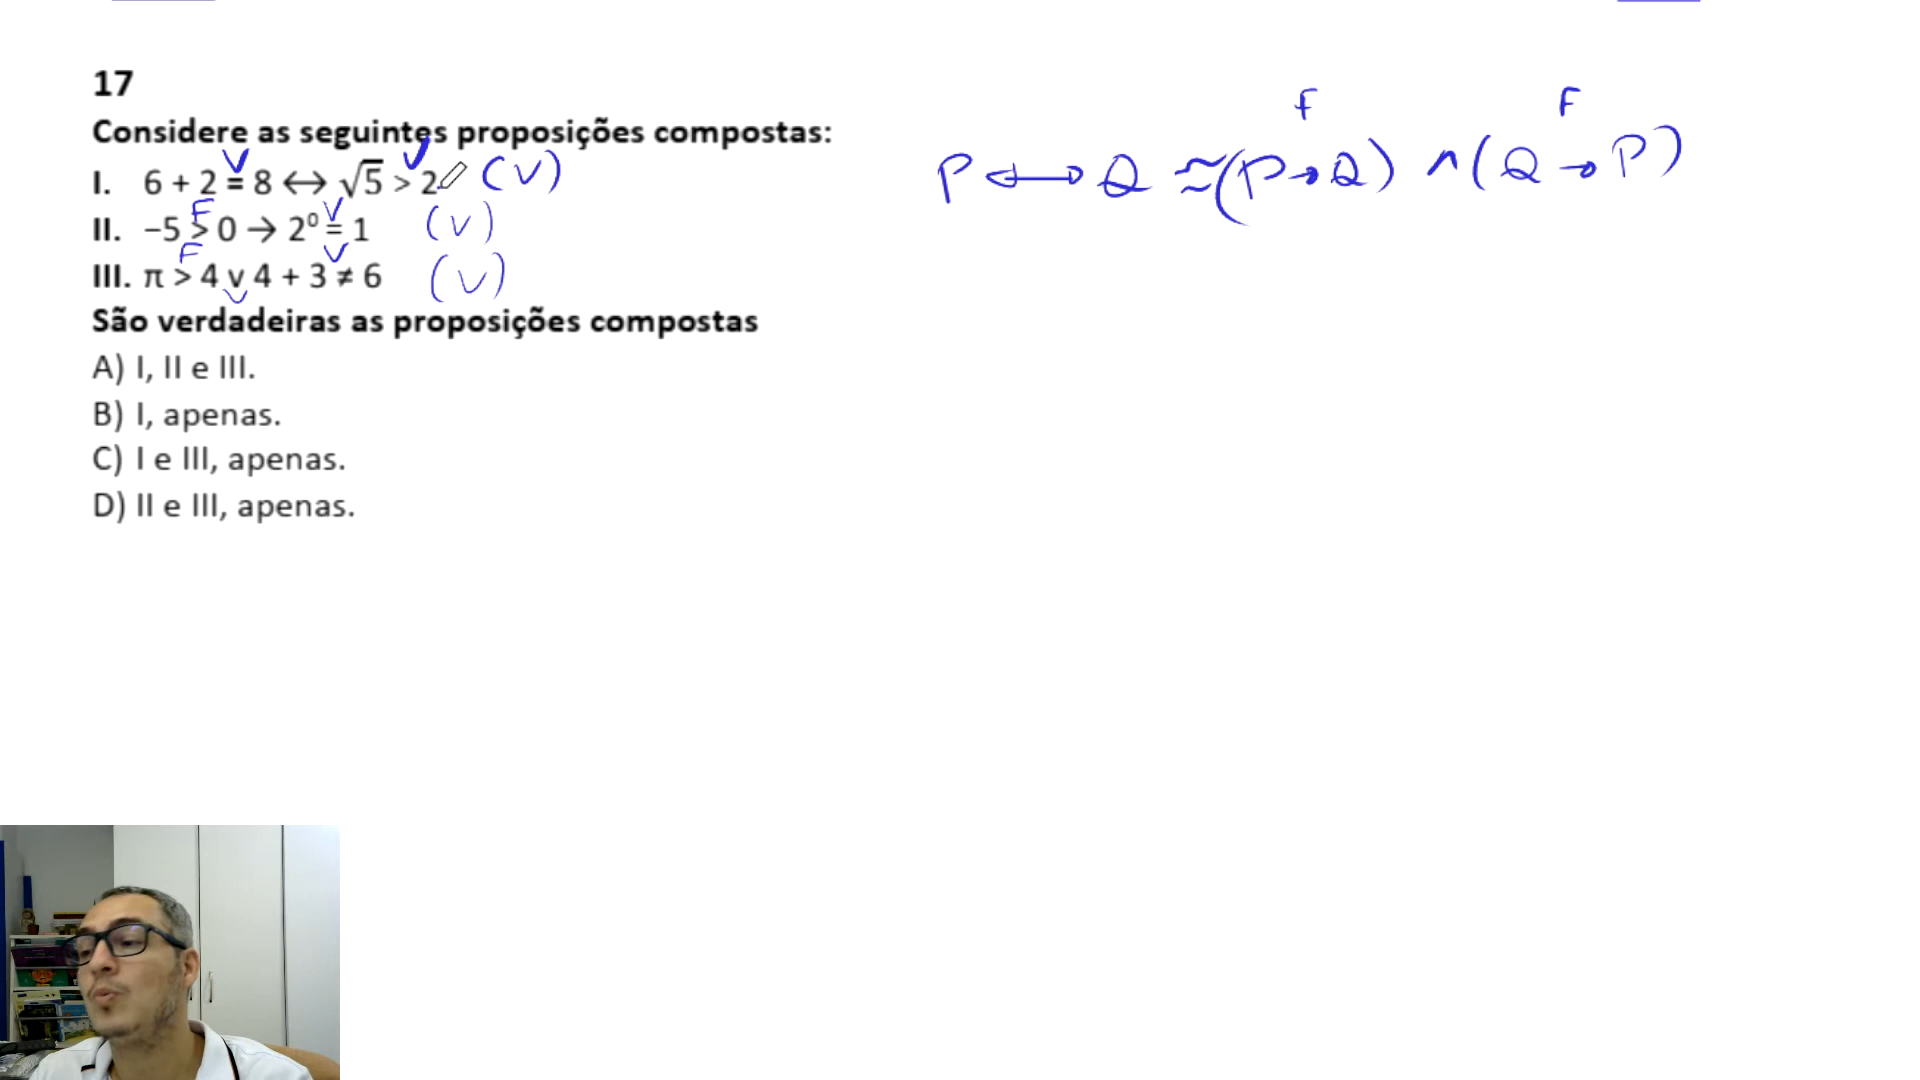 17
Considere as seguintes proposições compostas:
I. 6 + 2 = 8 ↔ √5 > 2 (V)
V V
II. −5 > 0 → 2⁰ = 1 (V)
F V
III. π > 4 v 4 + 3 ≠ 6 (V)
F V
V
São verdadeiras as proposições compostas
A) I, II e III.
B) I, apenas.
C) I e III, apenas.
D) II e III, apenas.
F F
P ↔ Q ≈ (P → Q) ∧ (Q → P)